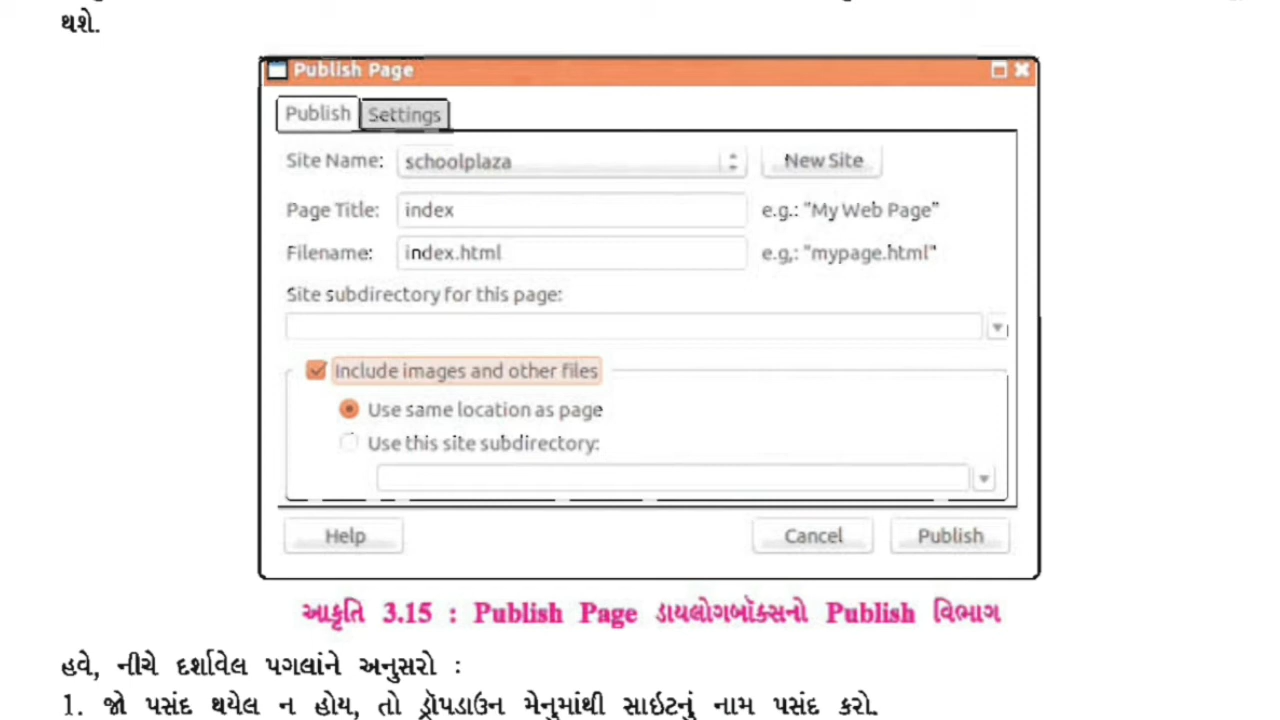 થશે.
Publish Page
Publish Settings
Site Name: schoolplaza New Site
Page Title: index e.g.: "My Web Page"
Filename: index.html e.g,: "mypage.html"
Site subdirectory for this page:
Include images and other files
Use same location as page
Use this site subdirectory:
Help Cancel Publish
આકૃતિ 3.15 : Publish Page ડાયલોગબૉક્સનો Publish વિભાગ
હવે, નીચે દર્શાવેલ પગલાંને અનુસરો :
1. જો પસંદ થયેલ ન હોય, તો ડ્રૉપડાઉન મેનુમાંથી સાઇટનું નામ પસંદ કરો.